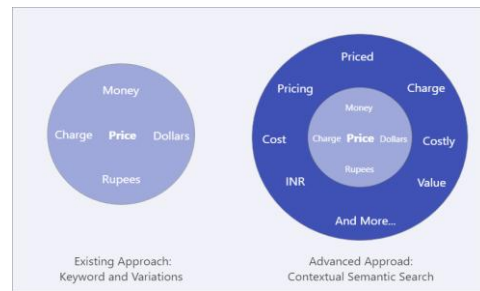 Money
Charge Price Dollars
Rupees
Existing Approach:
Keyword and Variations
Priced
Pricing Charge
Money
Cost Charge Price Dollars Costly
Rupees
INR Value
And More...
Advanced Approad:
Contextual Semantic Search